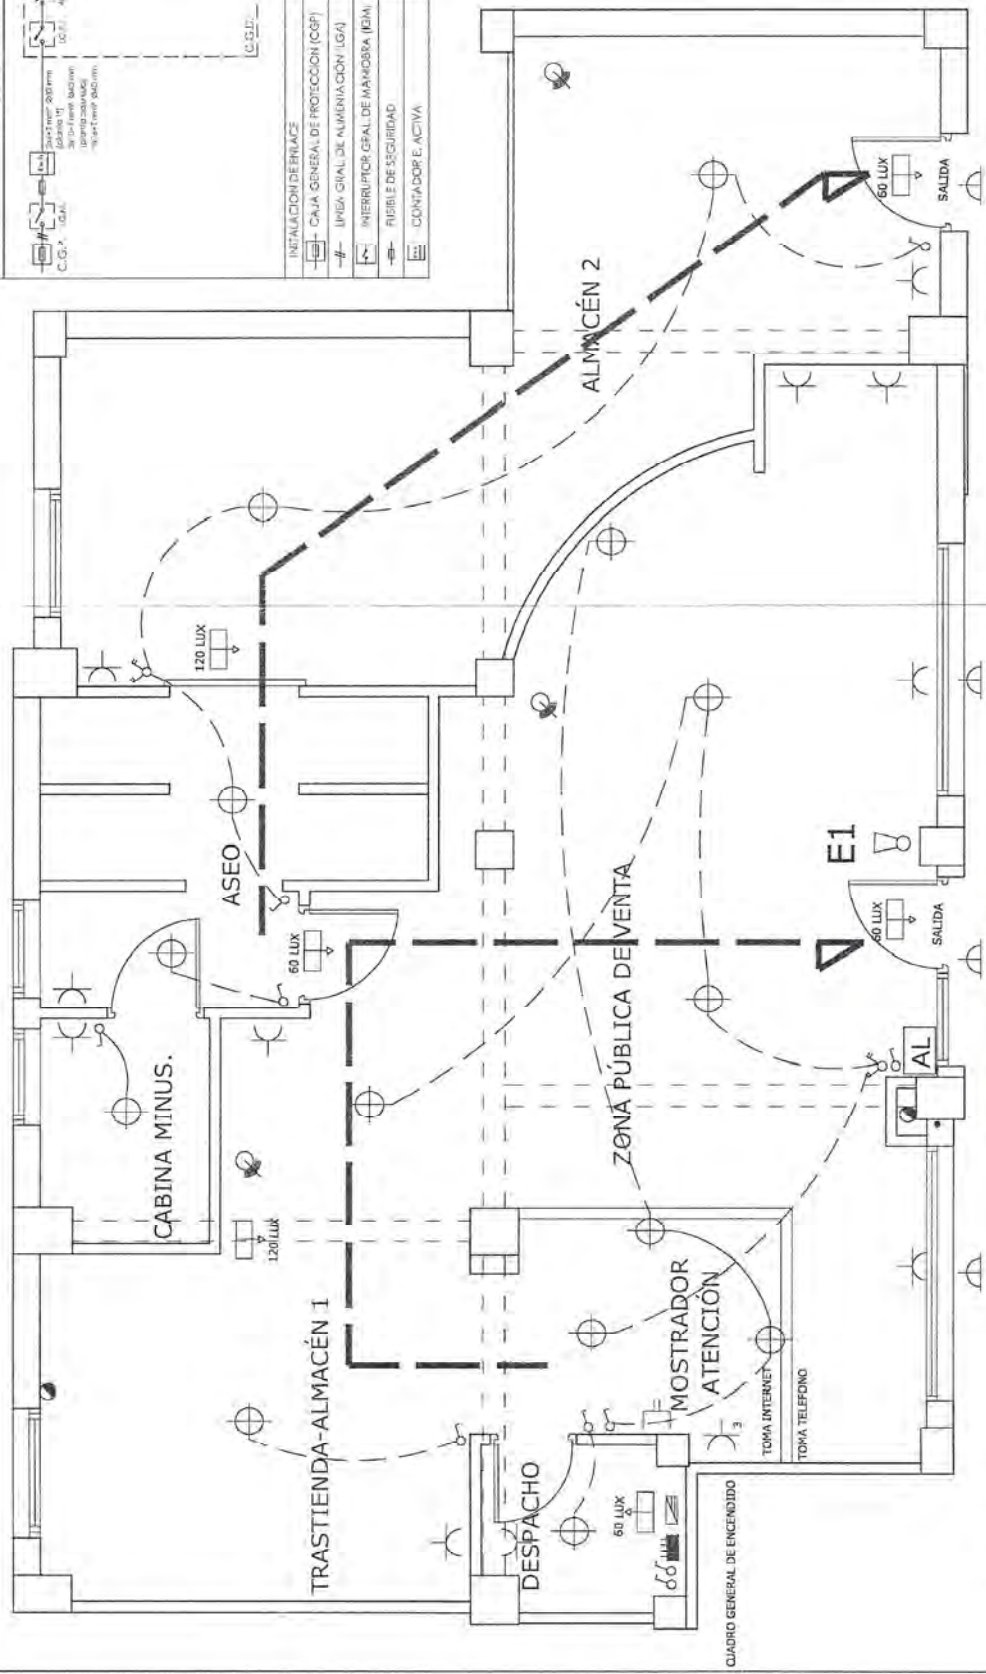 C.G.D.
C.G.P.
I.G.M.
INSTALACION DE ENLACE
CAJA GENERAL DE PROTECCION (CGP)
LINEA GRAL. DE ALIMENTACIÓN (LGA)
INTERRUPTOR GRAL. DE MANIOBRA (IGM)
FUSIBLE DE SEGURIDAD
CONTADOR E. ACTIVA
ALMACÉN 2
60 LUX
SALIDA
120 LUX
ASEO
60 LUX
CABINA MINUS.
120 LUX
ZONA PÚBLICA DE VENTA
E1
60 LUX
SALIDA
AL
TRASTIENDA-ALMACÉN 1
MOSTRADOR
ATENCIÓN
TOMA INTERNET
TOMA TELEFONO
3
DESPACHO
60 LUX
CUADRO GENERAL DE ENCENDIDO